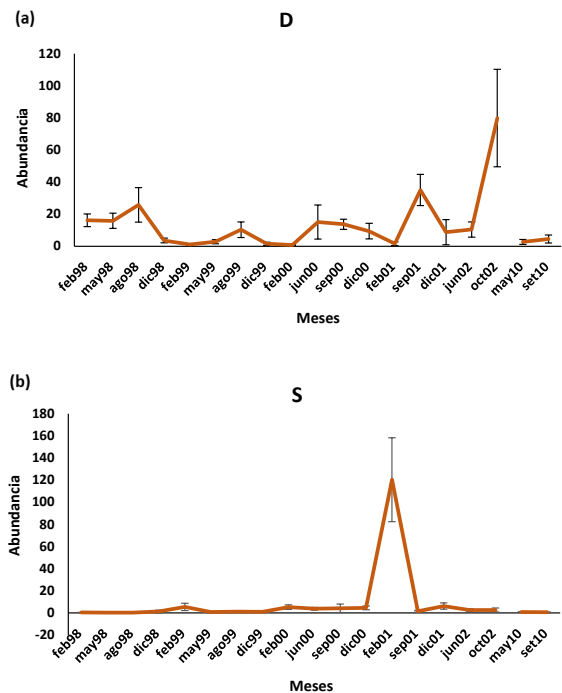 (a)
D
Abundancia
120
100
80
60
40
20
0
feb98 may98 ago98 dic98 feb99 may99 ago99 dic99 feb00 jun00 sep00 dic00 feb01 sep01 dic01 jun02 oct02 may10 set10
Meses
(b)
S
Abundancia
180
160
140
120
100
80
60
40
20
0
-20
feb98 may98 ago98 dic98 feb99 may99 ago99 dic99 feb00 jun00 sep00 dic00 feb01 sep01 dic01 jun02 oct02 may10 set10
Meses